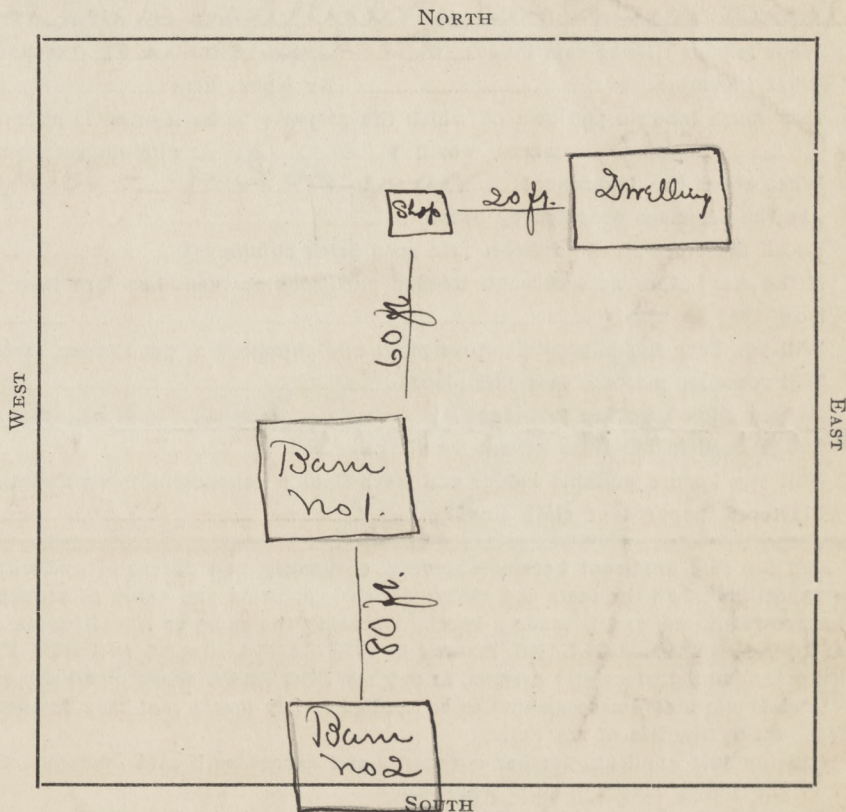 NORTH
Shop
20 ft.
Dwelling
60 ft.
WEST
EAST
Barn
No 1.
80 ft.
Barn
No 2
SOUTH